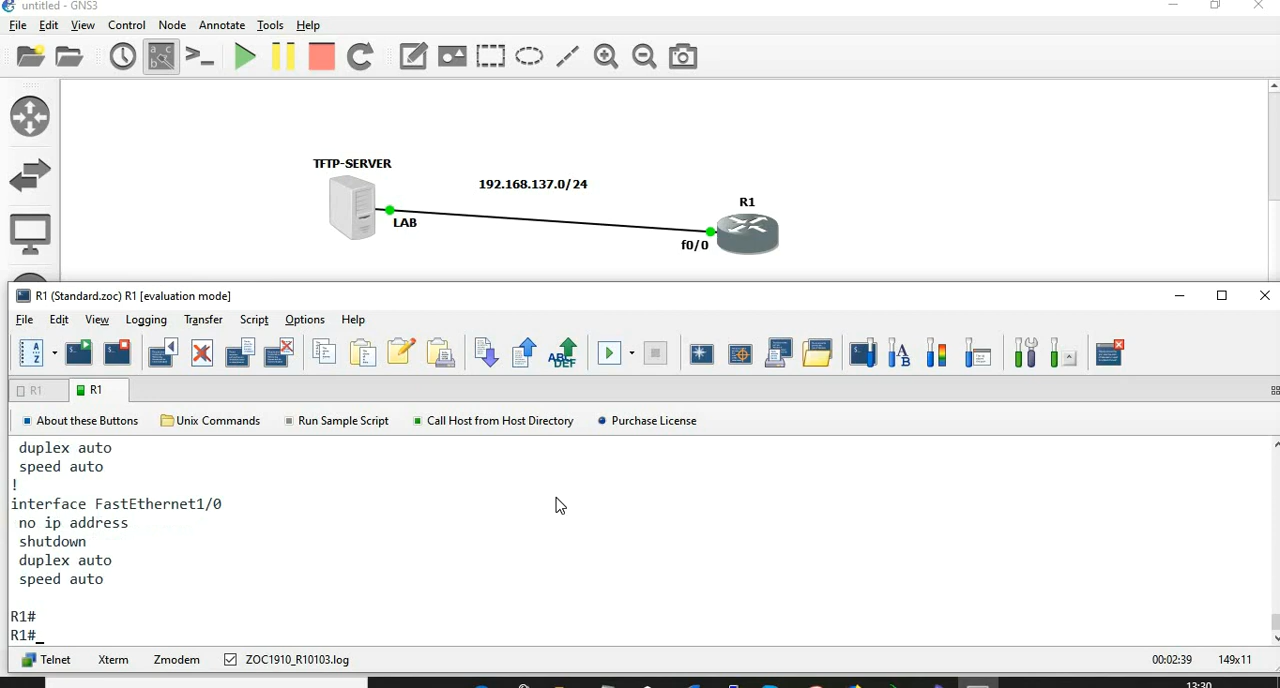 untitled - GNS3
File Edit View Control Node Annotate Tools Help
TFTP-SERVER
192.168.137.0/24
R1
LAB
f0/0
R1 (Standard.zoc) R1 [evaluation mode]
File Edit View Logging Transfer Script Options Help
R1 R1
About these Buttons Unix Commands Run Sample Script Call Host from Host Directory Purchase License
duplex auto
speed auto
!
interface FastEthernet1/0
no ip address
shutdown
duplex auto
speed auto
R1#
R1#_
Telnet Xterm Zmodem ZOC1910_R10103.log 00:02:39 149x11
13:30